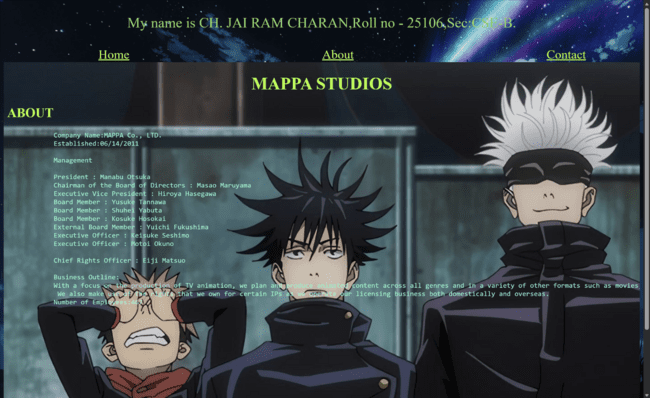 My name is CH. JAI RAM CHARAN,Roll no - 25106,Sec:CSE-B.
Home About Contact
MAPPA STUDIOS
ABOUT
Company Name:MAPPA Co., LTD.
Established:06/14/2011
Management
President : Manabu Otsuka
Chairman of the Board of Directors : Masao Maruyama
Executive Vice President : Hiroya Hasegawa
Board Member : Yusuke Tannawa
Board Member : Shuhei Yabuta
Board Member : Kosuke Hosokai
External Board Member : Yuichi Fukushima
Executive Officer : Keisuke Seshimo
Executive Officer : Motoi Okuno
Chief Rights Officer : Eiji Matsuo
Business Outline:
With a focus on the production of TV animation, we plan and produce animated content across all genres and in a variety of other formats such as movies
We also make that we own for certain IPs our licensing business both domestically and overseas.
Number of Employees: